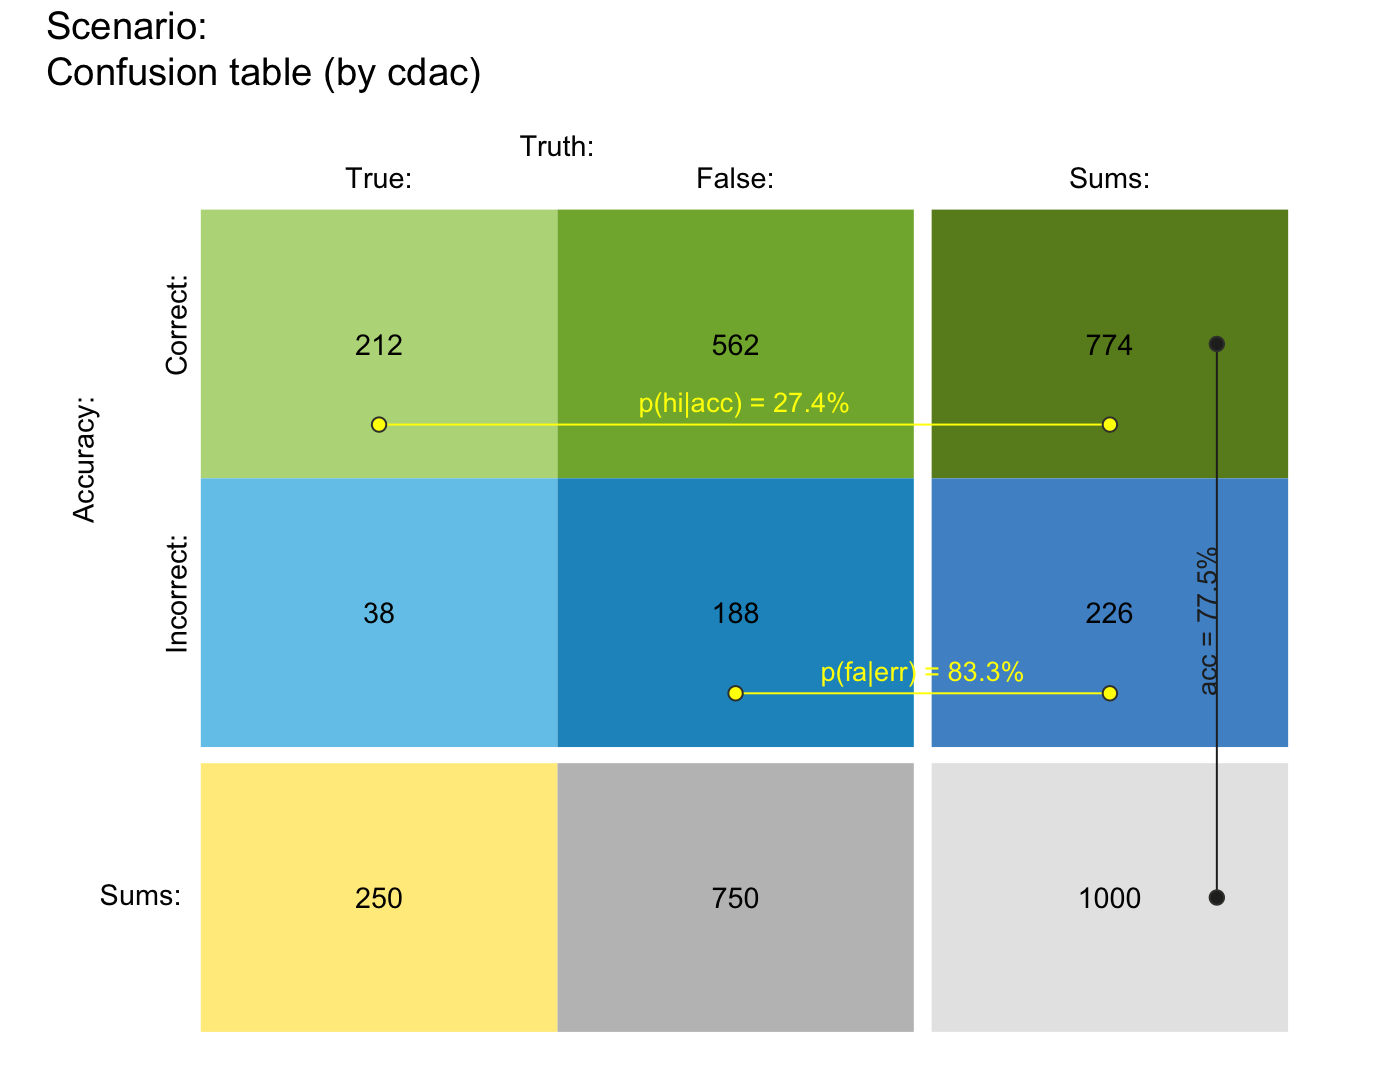 Scenario:
Confusion table (by cdac)
Truth:
True:
False:
Sums:
Accuracy:
Correct:
212
562
774
p(hi|acc) = 27.4%
Incorrect:
38
188
226
acc = 77.5%
p(fa|err) = 83.3%
Sums:
250
750
1000